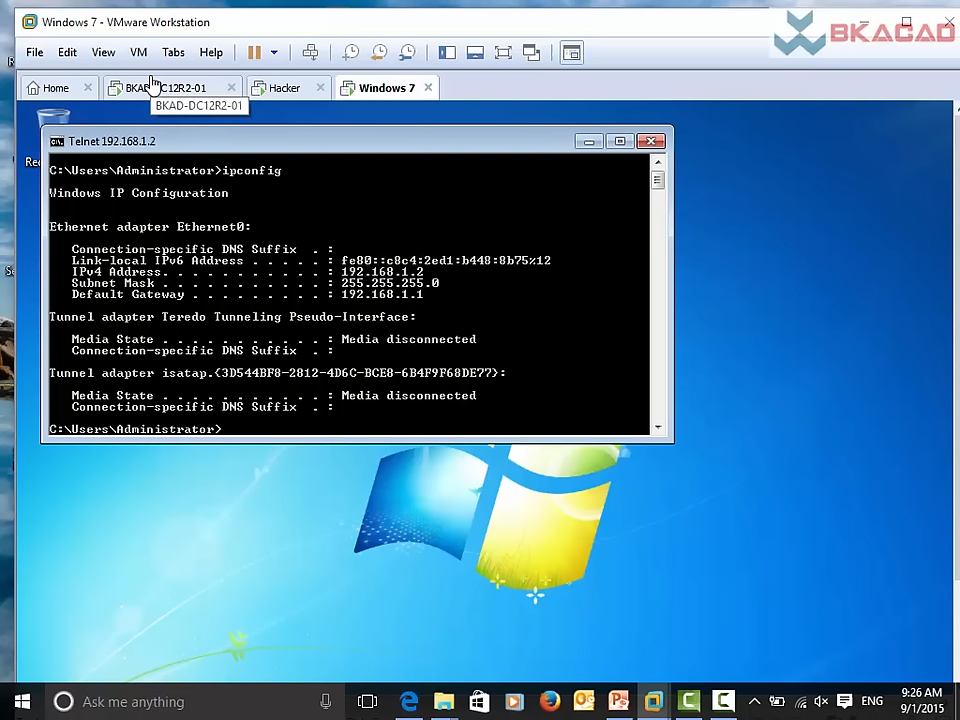 Windows 7 - VMware Workstation
BKACAD
File Edit View VM Tabs Help
Home BKAD-DC12R2-01 Hacker Windows 7
BKAD-DC12R2-01
Telnet 192.168.1.2
C:\Users\Administrator>ipconfig
Windows IP Configuration
Ethernet adapter Ethernet0:
Connection-specific DNS Suffix . :
Link-local IPv6 Address . . . . . : fe80::c8c4:2ed1:b448:8b75%12
IPv4 Address. . . . . . . . . . . : 192.168.1.2
Subnet Mask . . . . . . . . . . . : 255.255.255.0
Default Gateway . . . . . . . . . : 192.168.1.1
Tunnel adapter Teredo Tunneling Pseudo-Interface:
Media State . . . . . . . . . . . : Media disconnected
Connection-specific DNS Suffix . :
Tunnel adapter isatap.{3D544BF8-2812-4D6C-BCE8-6B4F9F68DE77}:
Media State . . . . . . . . . . . : Media disconnected
Connection-specific DNS Suffix . :
C:\Users\Administrator>
Ask me anything
ENG
9:26 AM
9/1/2015